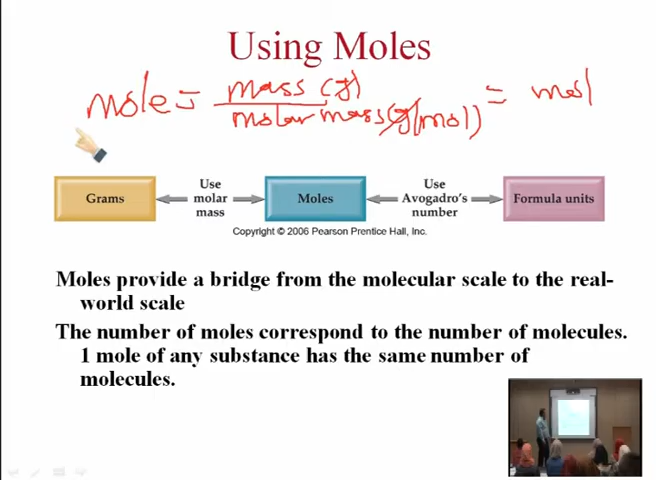 Using Moles
mole = mass (g) / molar mass (g/mol) = mol
Grams
Use
molar
mass
Moles
Use
Avogadro's
number
Formula units
Copyright © 2006 Pearson Prentice Hall, Inc.
Moles provide a bridge from the molecular scale to the real-
world scale
The number of moles correspond to the number of molecules.
1 mole of any substance has the same number of
molecules.